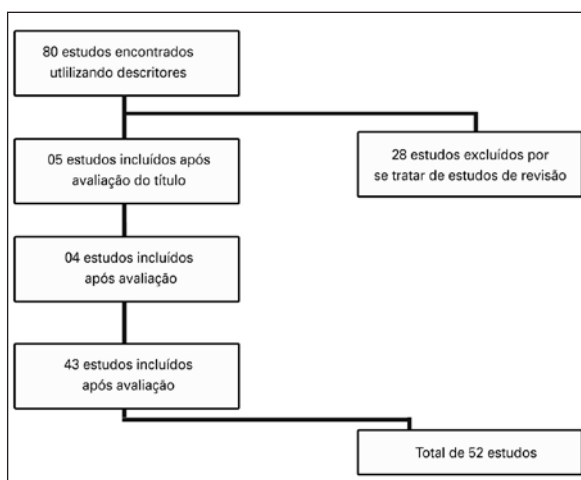 80 estudos encontrados
utlilizando descritores
05 estudos incluídos após
avaliação do título
28 estudos excluídos por
se tratar de estudos de revisão
04 estudos incluídos
após avaliação
43 estudos incluídos
após avaliação
Total de 52 estudos